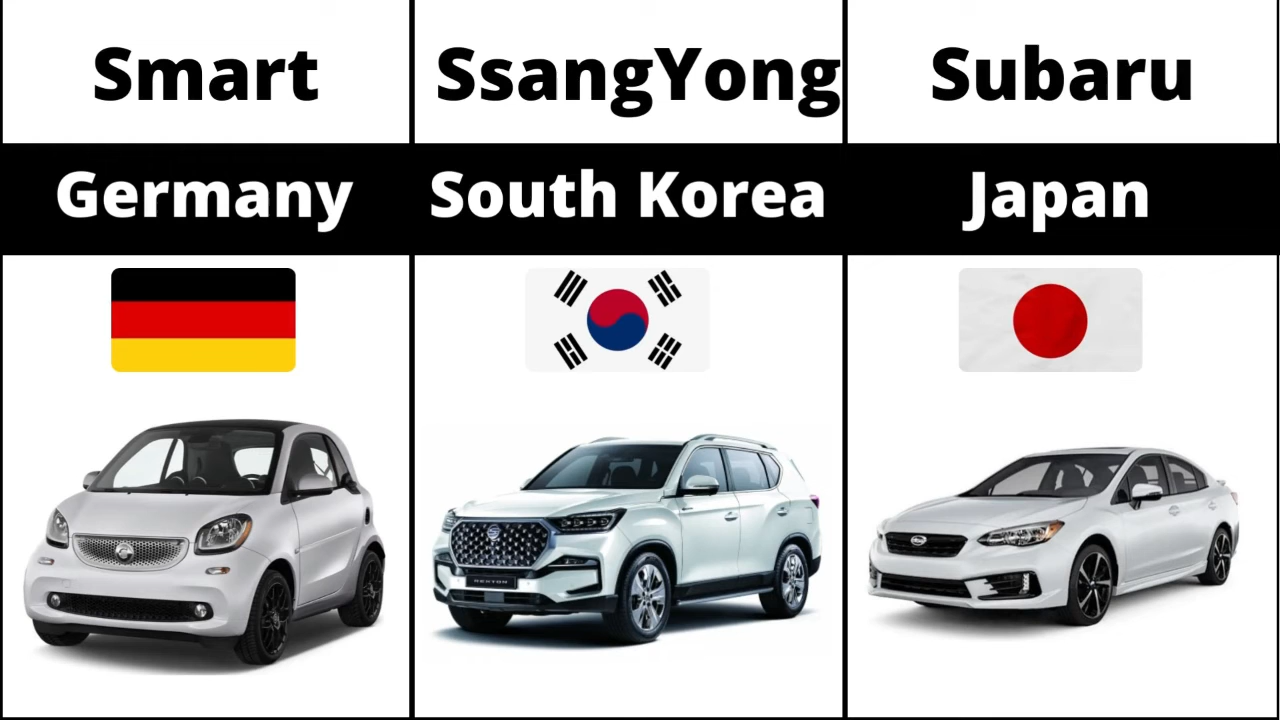 Smart
SsangYong
Subaru
Germany
South Korea
Japan
REXTON